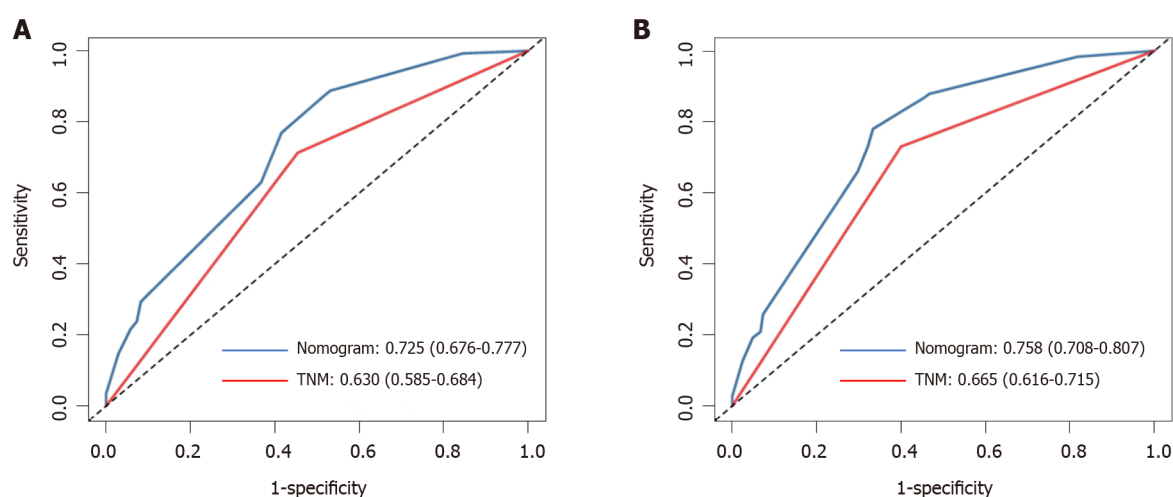 A
1.0
0.8
0.6
0.4
0.2
0.0
Sensitivity
Nomogram: 0.725 (0.676-0.777)
TNM: 0.630 (0.585-0.684)
0.0 0.2 0.4 0.6 0.8 1.0
1-specificity
B
1.0
0.8
0.6
0.4
0.2
0.0
Sensitivity
Nomogram: 0.758 (0.708-0.807)
TNM: 0.665 (0.616-0.715)
0.0 0.2 0.4 0.6 0.8 1.0
1-specificity